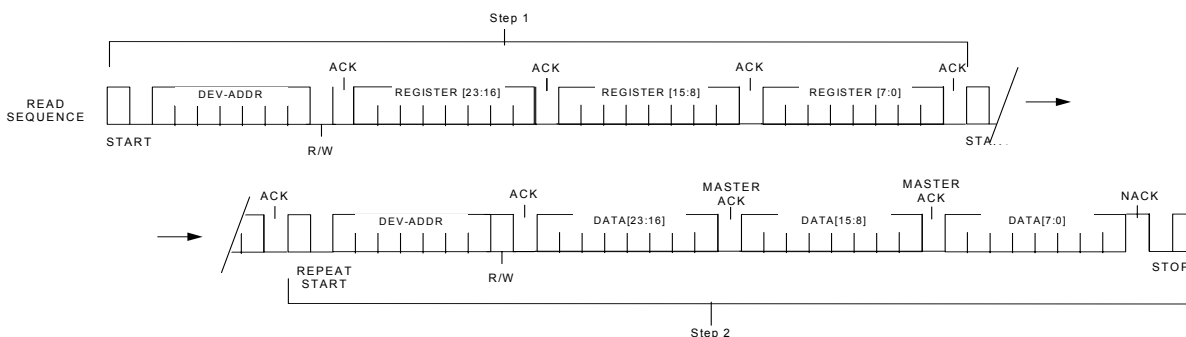 Step 1
ACK
ACK
ACK
ACK
READ
SEQUENCE
DEV-ADDR
REGISTER [23:16]
REGISTER [15:8]
REGISTER [7:0]
START
R/W
ACK
ACK
MASTER
ACK
MASTER
ACK
NACK
DEV-ADDR
DATA[23:16]
DATA[15:8]
DATA[7:0]
REPEAT
START
R/W
STOP
Step 2